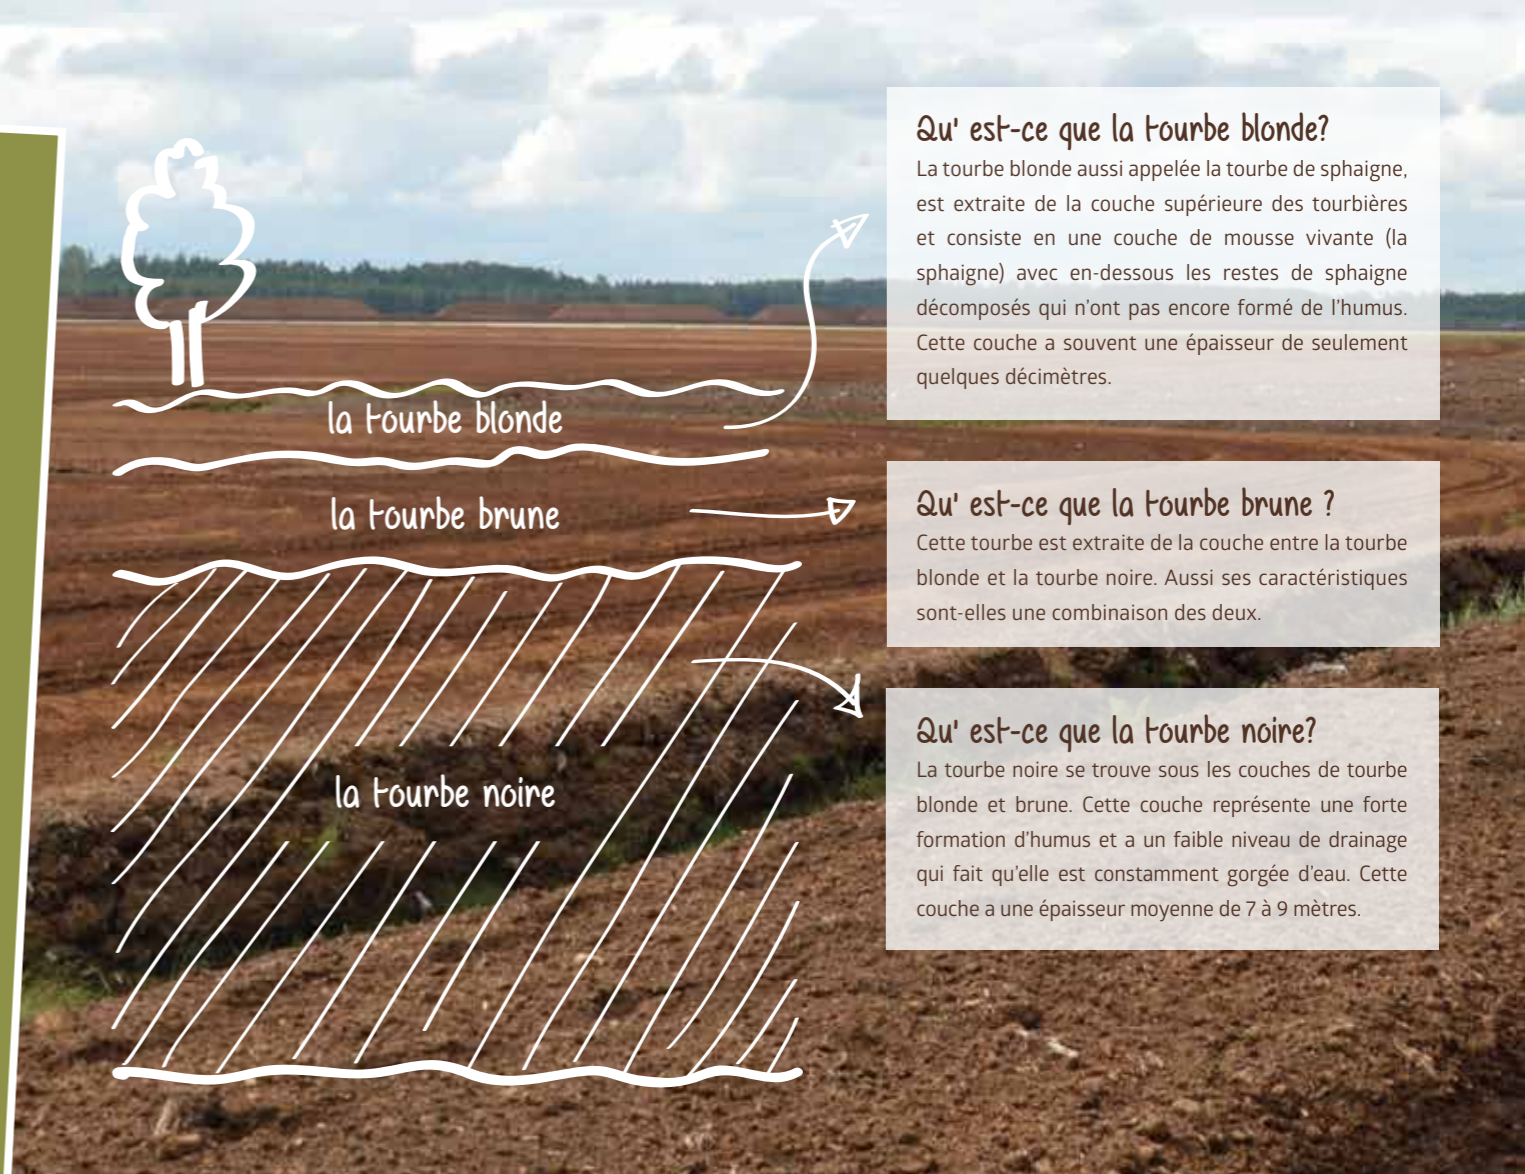 Qu' est-ce que la tourbe blonde?
La tourbe blonde aussi appelée la tourbe de sphaigne,
est extraite de la couche supérieure des tourbières
et consiste en une couche de mousse vivante (la
sphaigne) avec en-dessous les restes de sphaigne
décomposés qui n'ont pas encore formé de l'humus.
Cette couche a souvent une épaisseur de seulement
quelques décimètres.
la tourbe blonde
la tourbe brune
Qu' est-ce que la tourbe brune ?
Cette tourbe est extraite de la couche entre la tourbe
blonde et la tourbe noire. Aussi ses caractéristiques
sont-elles une combinaison des deux.
la tourbe noire
Qu' est-ce que la tourbe noire?
La tourbe noire se trouve sous les couches de tourbe
blonde et brune. Cette couche représente une forte
formation d'humus et a un faible niveau de drainage
qui fait qu'elle est constamment gorgée d'eau. Cette
couche a une épaisseur moyenne de 7 à 9 mètres.